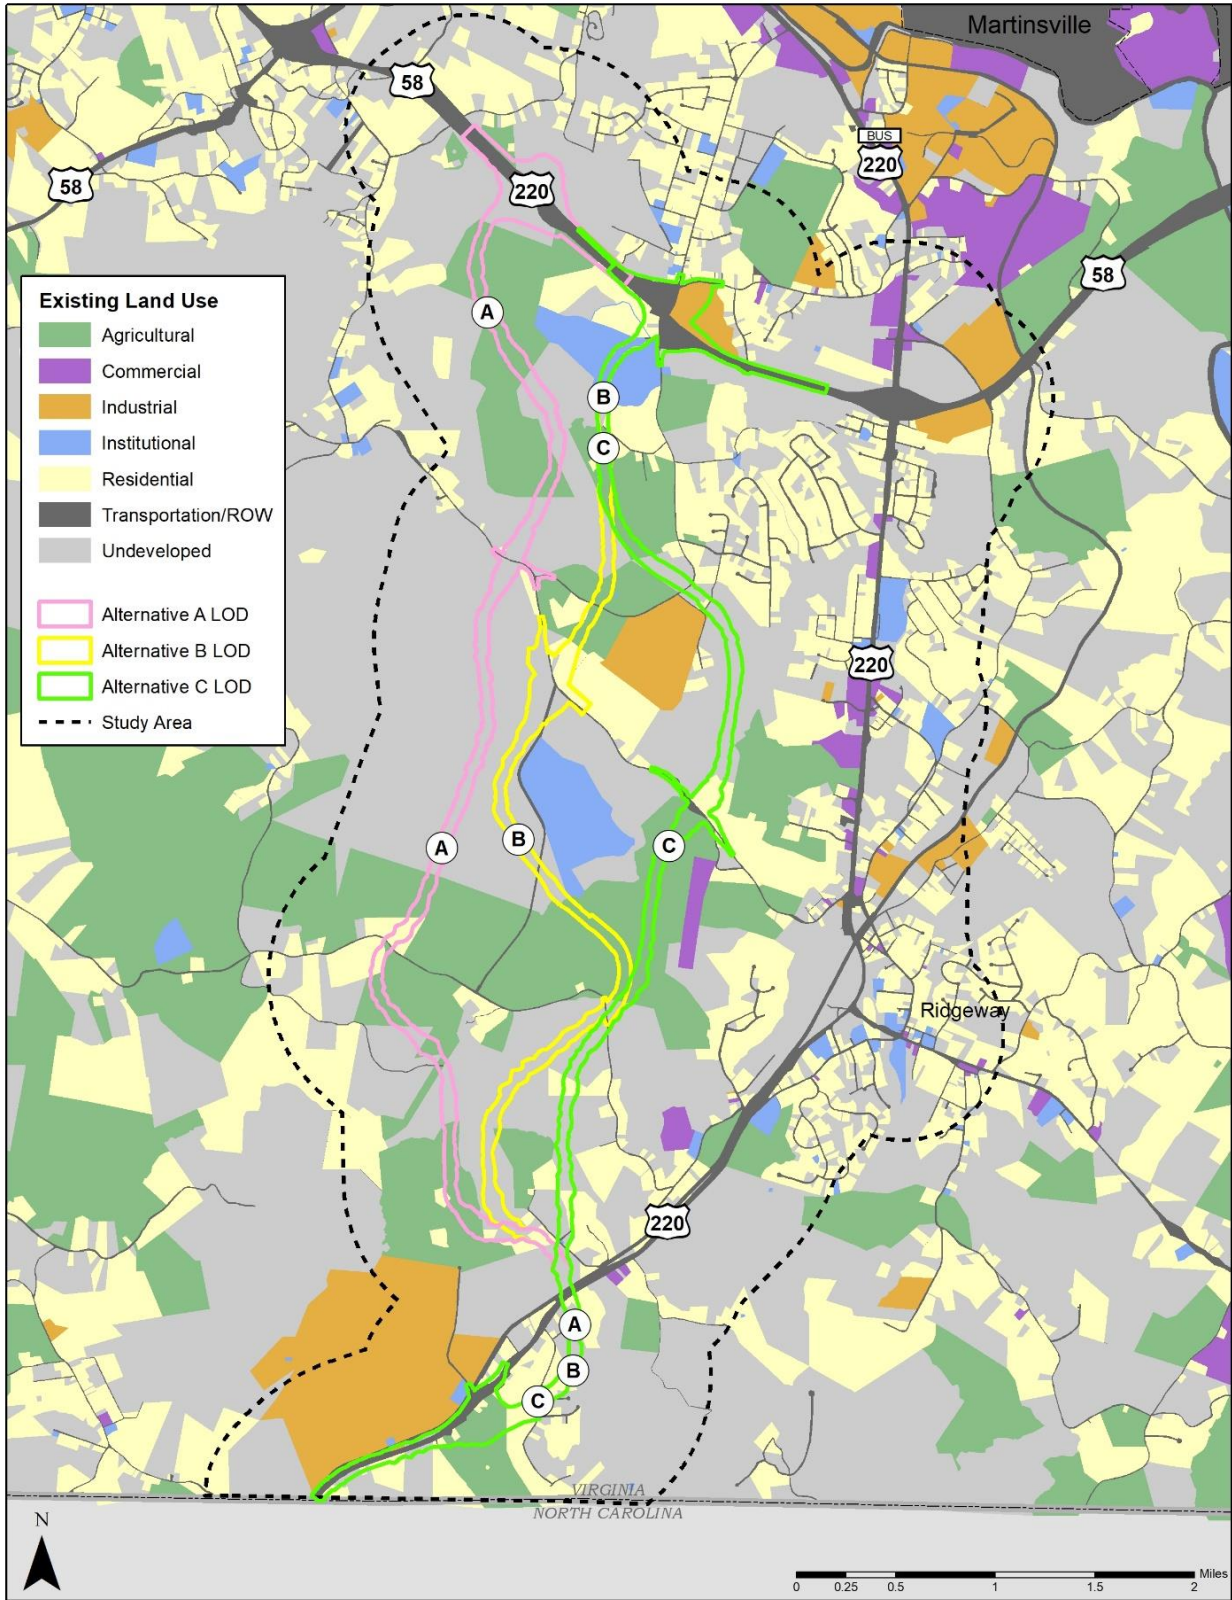 Martinsville
58
BUS
220
58
220
58
Existing Land Use
Agricultural
Commercial
Industrial
Institutional
Residential
Transportation/ROW
Undeveloped
Alternative A LOD
Alternative B LOD
Alternative C LOD
Study Area
A
B
C
220
A
B
C
Ridgeway
220
A
B
C
VIRGINIA
NORTH CAROLINA
N
Miles
0 0.25 0.5 1 1.5 2